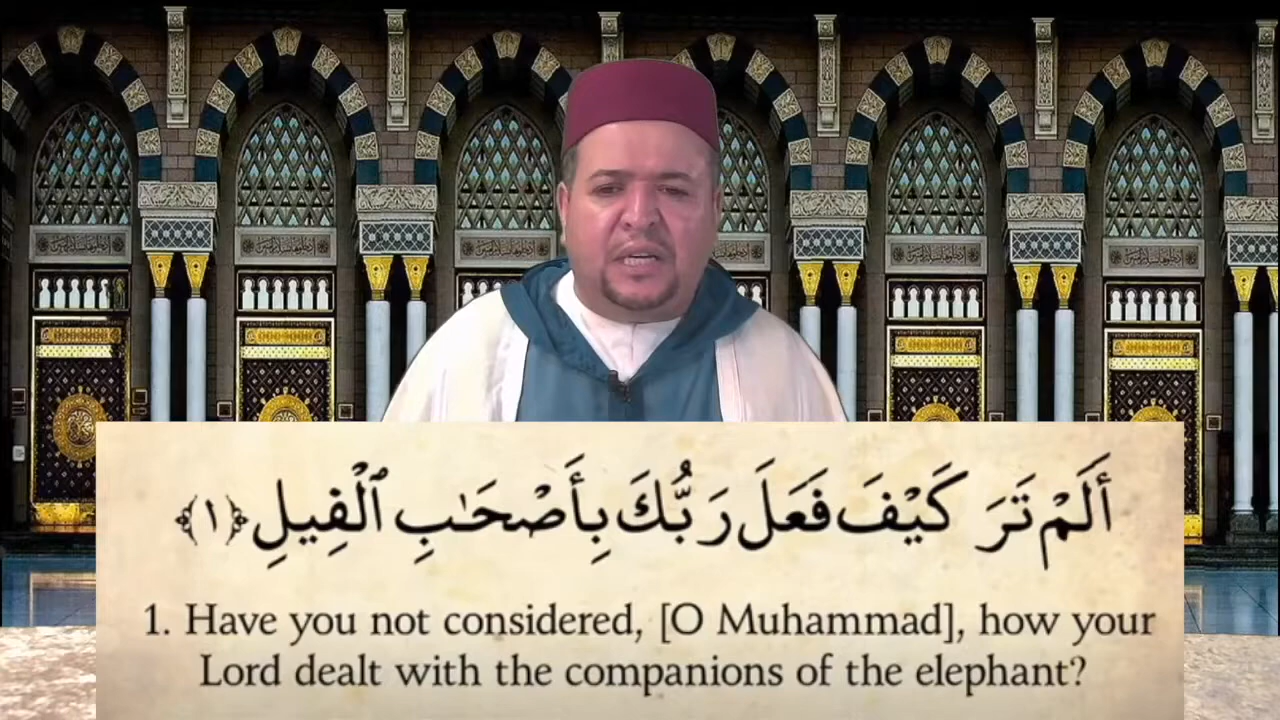 أَلَمْ تَرَ كَيْفَ فَعَلَ رَبُّكَ بِأَصْحَـٰبِ ٱلْفِيلِ ﴿١﴾
1. Have you not considered, [O Muhammad], how your
Lord dealt with the companions of the elephant?